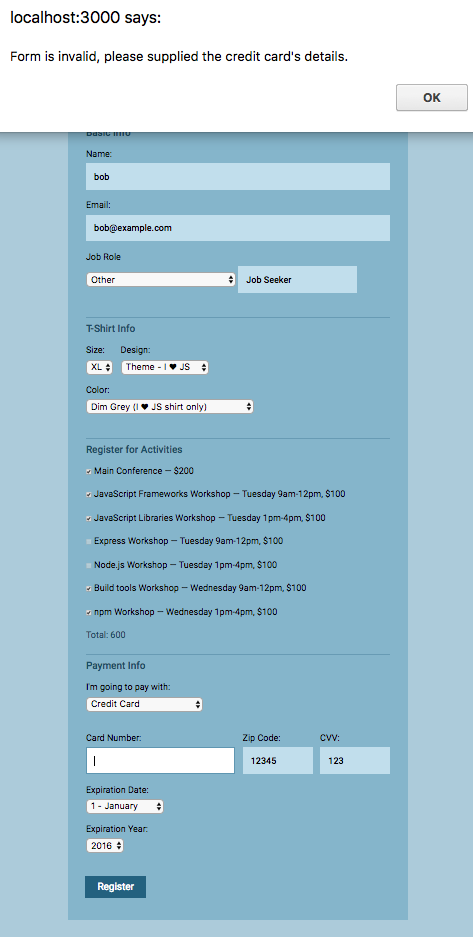 localhost:3000 says:
Form is invalid, please supplied the credit card's details.
OK
Basic Info
Name:
bob
Email:
bob@example.com
Job Role
Other Job Seeker
T-Shirt Info
Size: Design:
XL Theme - I ♥ JS
Color:
Dim Grey (I ♥ JS shirt only)
Register for Activities
Main Conference — $200
JavaScript Frameworks Workshop — Tuesday 9am-12pm, $100
JavaScript Libraries Workshop — Tuesday 1pm-4pm, $100
Express Workshop — Tuesday 9am-12pm, $100
Node.js Workshop — Tuesday 1pm-4pm, $100
Build tools Workshop — Wednesday 9am-12pm, $100
npm Workshop — Wednesday 1pm-4pm, $100
Total: 600
Payment Info
I'm going to pay with:
Credit Card
Card Number: Zip Code: CVV:
12345 123
Expiration Date:
1 - January
Expiration Year:
2016
Register